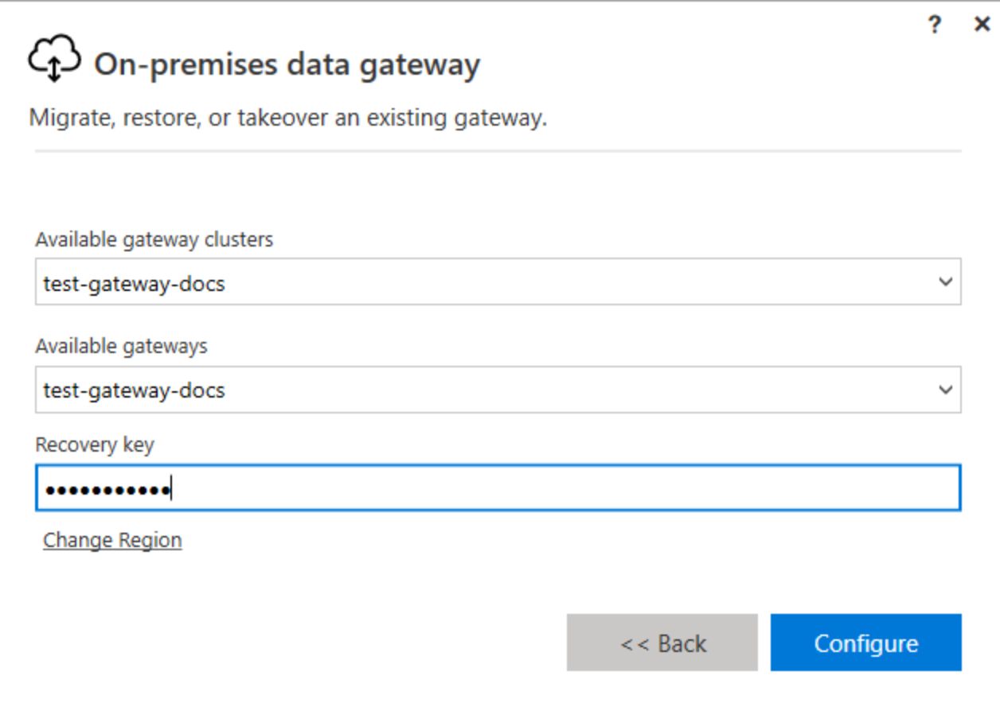 ? ×
On-premises data gateway
Migrate, restore, or takeover an existing gateway.
Available gateway clusters
test-gateway-docs
Available gateways
test-gateway-docs
Recovery key
•••••••••••
Change Region
<< Back Configure